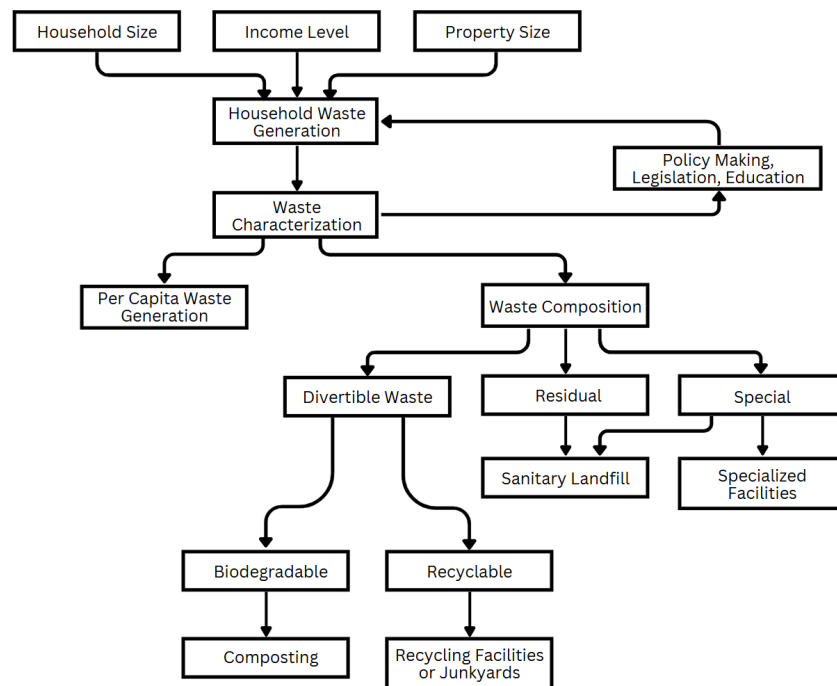 Household Size
Income Level
Property Size
Household Waste
Generation
Policy Making,
Legislation, Education
Waste
Characterization
Per Capita Waste
Generation
Waste Composition
Divertible Waste
Residual
Special
Sanitary Landfill
Specialized
Facilities
Biodegradable
Recyclable
Composting
Recycling Facilities
or Junkyards